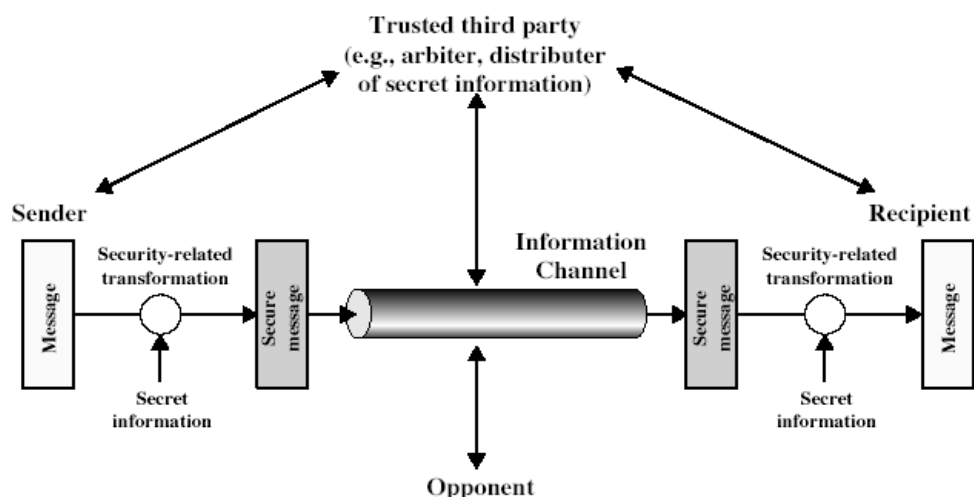 Trusted third party
(e.g., arbiter, distributer
of secret information)
Sender
Recipient
Information
Channel
Security-related
transformation
Security-related
transformation
Message
Secure
message
Secure
message
Message
Secret
information
Secret
information
Opponent